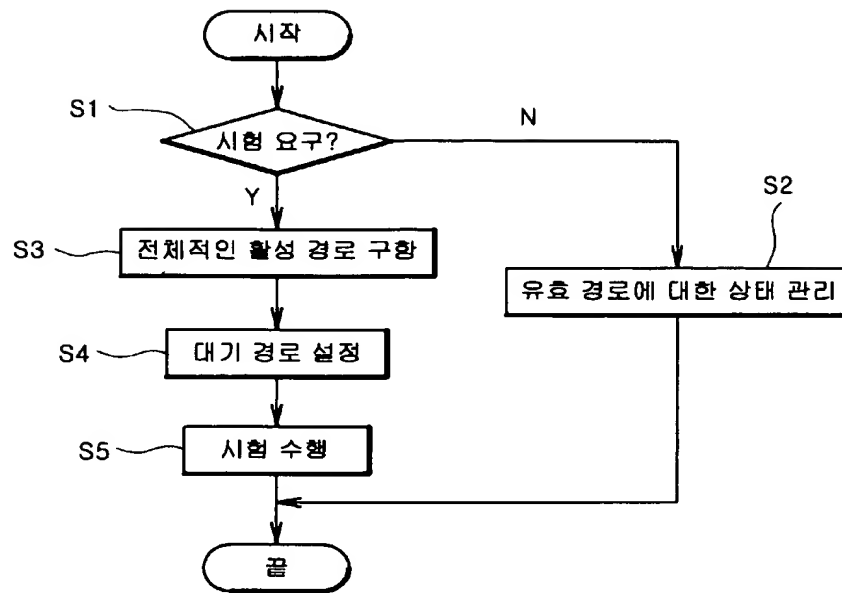 시작
S1
시험 요구?
N
Y
S2
S3
전체적인 활성 경로 구함
유효 경로에 대한 상태 관리
S4
대기 경로 설정
S5
시험 수행
끝